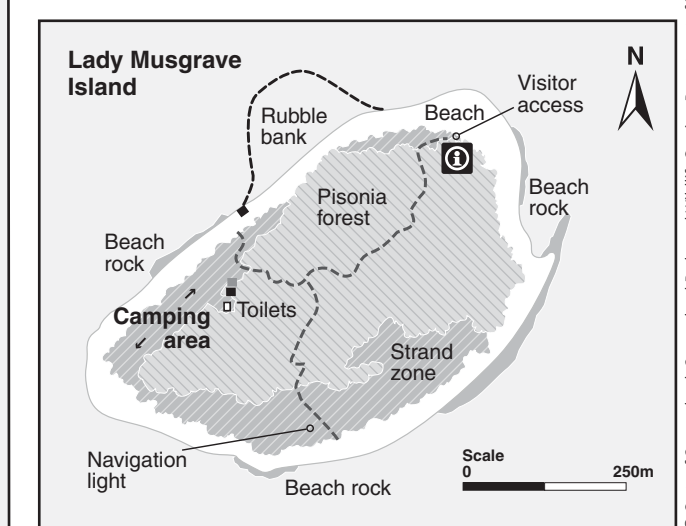 Lady Musgrave
Island
N
Visitor
access
Beach
Rubble
bank
Pisonia
forest
Beach
rock
Beach
rock
Camping
area
Toilets
Strand
zone
Navigation
light
Beach rock
Scale
0 250m